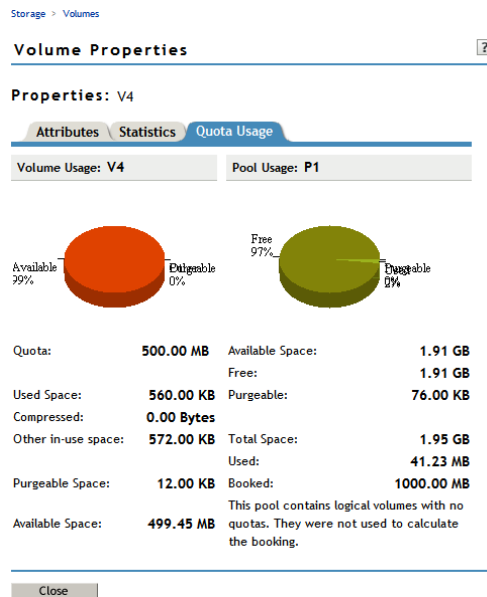 Storage > Volumes
Volume Properties
?
Properties: V4
Attributes Statistics Quota Usage
Volume Usage: V4 Pool Usage: P1
Available
99%
Purgeable
0%
Free
97%
Purgeable
Quota: 500.00 MB Available Space: 1.91 GB
Free: 1.91 GB
Used Space: 560.00 KB Purgeable: 76.00 KB
Compressed: 0.00 Bytes
Other in-use space: 572.00 KB Total Space: 1.95 GB
Used: 41.23 MB
Purgeable Space: 12.00 KB Booked: 1000.00 MB
This pool contains logical volumes with no
Available Space: 499.45 MB quotas. They were not used to calculate
the booking.
Close